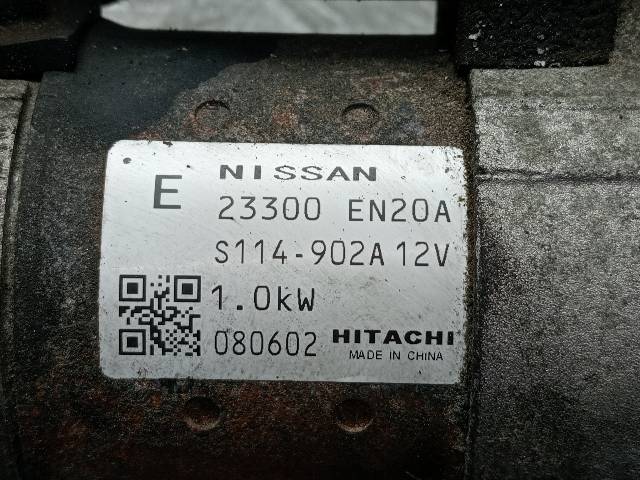 E NISSAN
23300 EN20A
S114-902A 12V
1.0kW
080602 HITACHI
MADE IN CHINA